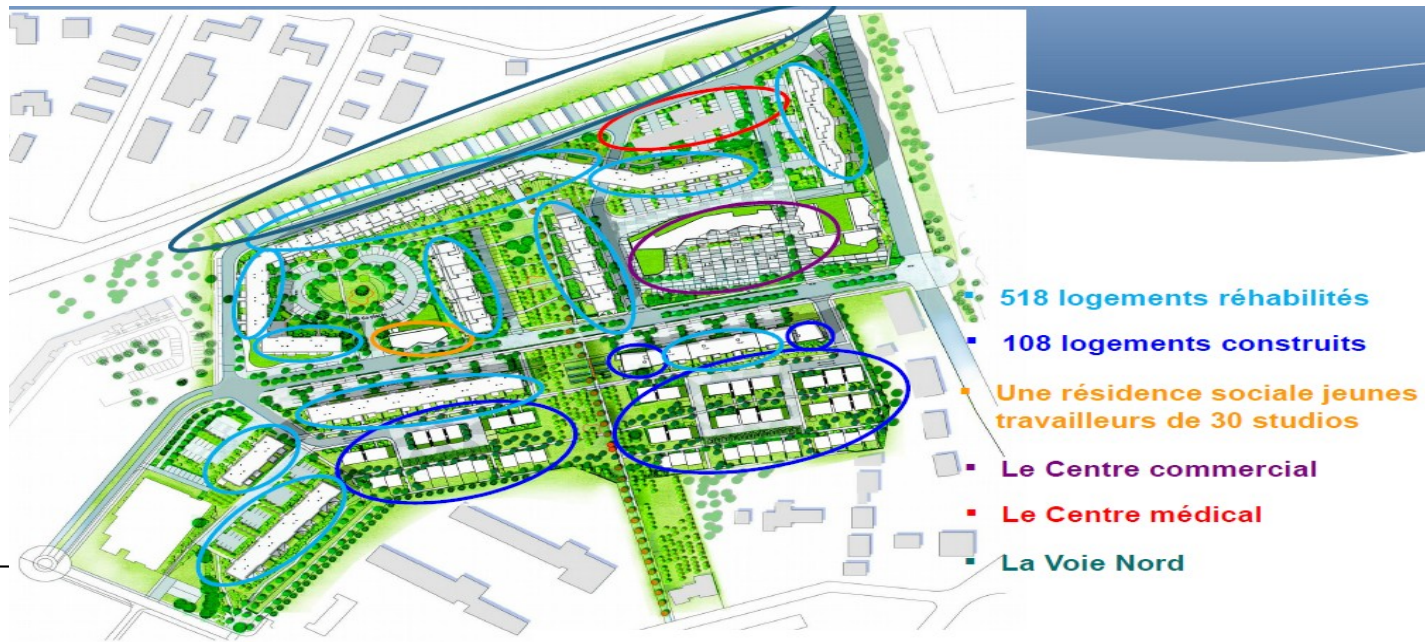 518 logements réhabilités
108 logements construits
Une résidence sociale jeunes
travailleurs de 30 studios
Le Centre commercial
Le Centre médical
La Voie Nord